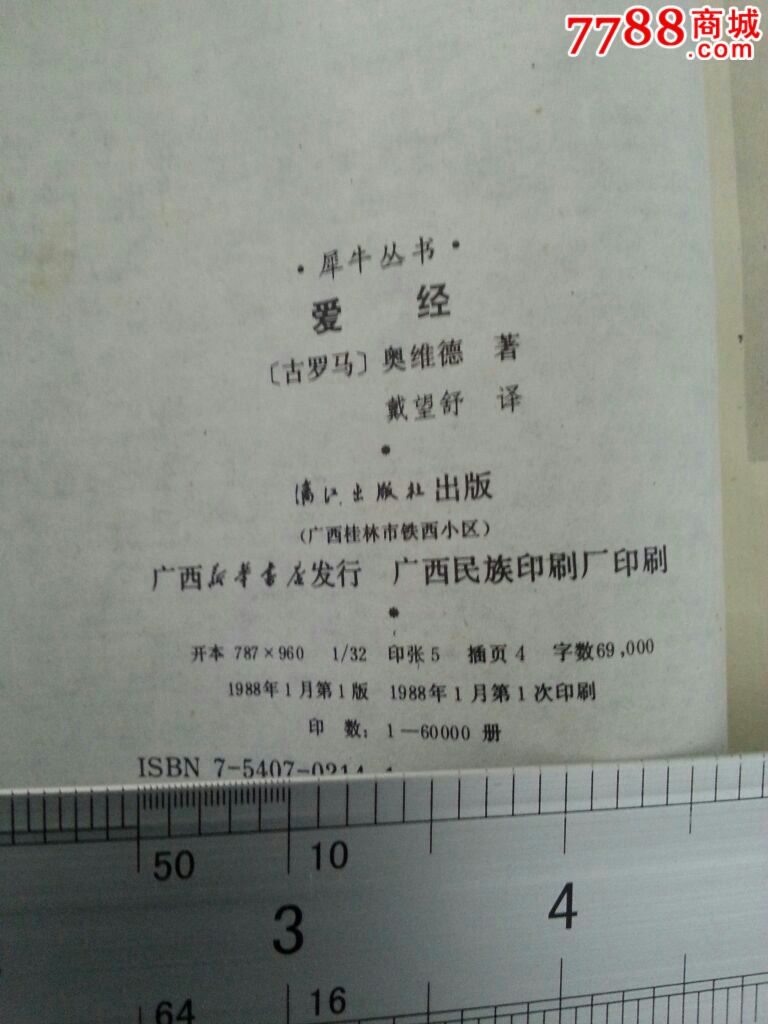 7788商城
.com
·犀牛丛书·
爱 经
〔古罗马〕奥维德 著
戴望舒 译
漓江出版社出版
(广西桂林市铁西小区)
广西新华书店发行 广西民族印刷厂印刷
开本 787×960 1/32 印张 5 插页 4 字数 69,000
1988年1月第1版 1988年1月第1次印刷
印 数: 1—60000 册
ISBN 7-5407-0214
50 10
3 4
64 16